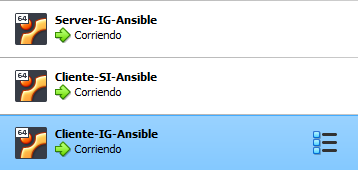 64
Server-IG-Ansible
Corriendo
64
Cliente-SI-Ansible
Corriendo
64
Cliente-IG-Ansible
Corriendo